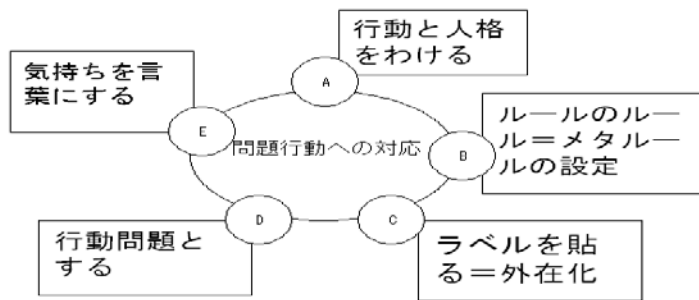 行動と人格
をわける
A
気持ちを言
葉にする
E
問題行動への対応
B
ルールのルー
ル＝メタルー
ルの設定
D
行動問題と
する
C
ラベルを貼
る＝外在化